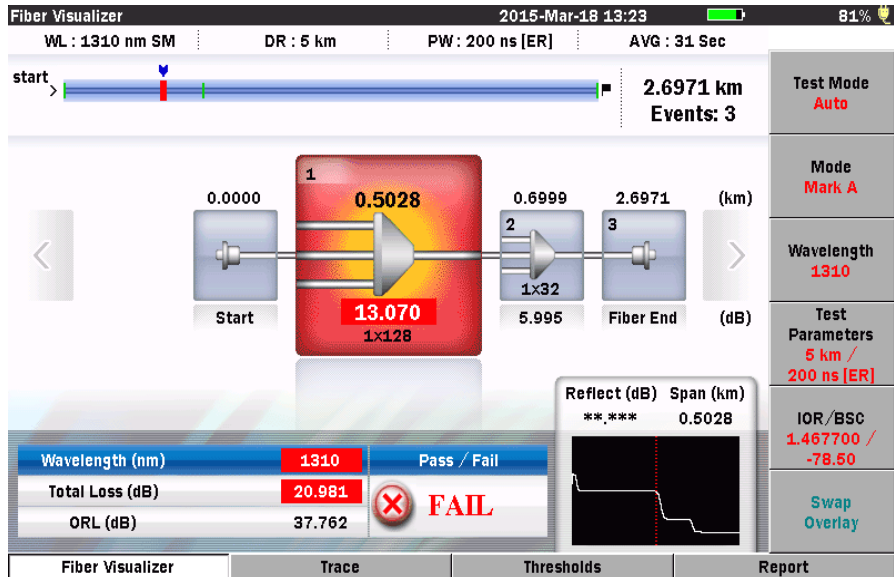 Fiber Visualizer 2015-Mar-18 13:23 81%
WL : 1310 nm SM DR : 5 km PW : 200 ns [ER] AVG : 31 Sec
start
2.6971 km
Events: 3
1
0.0000 0.5028 0.6999 2.6971 (km)
2 3
1×32
13.070
Start 5.995 Fiber End (dB)
1×128
Reflect (dB) Span (km)
**.*** 0.5028
Wavelength (nm) 1310 Pass / Fail
Total Loss (dB) 20.981
FAIL
ORL (dB) 37.762
Test Mode
Auto
Mode
Mark A
Wavelength
1310
Test
Parameters
5 km /
200 ns [ER]
IOR/BSC
1.467700 /
-78.50
Swap
Overlay
Fiber Visualizer Trace Thresholds Report